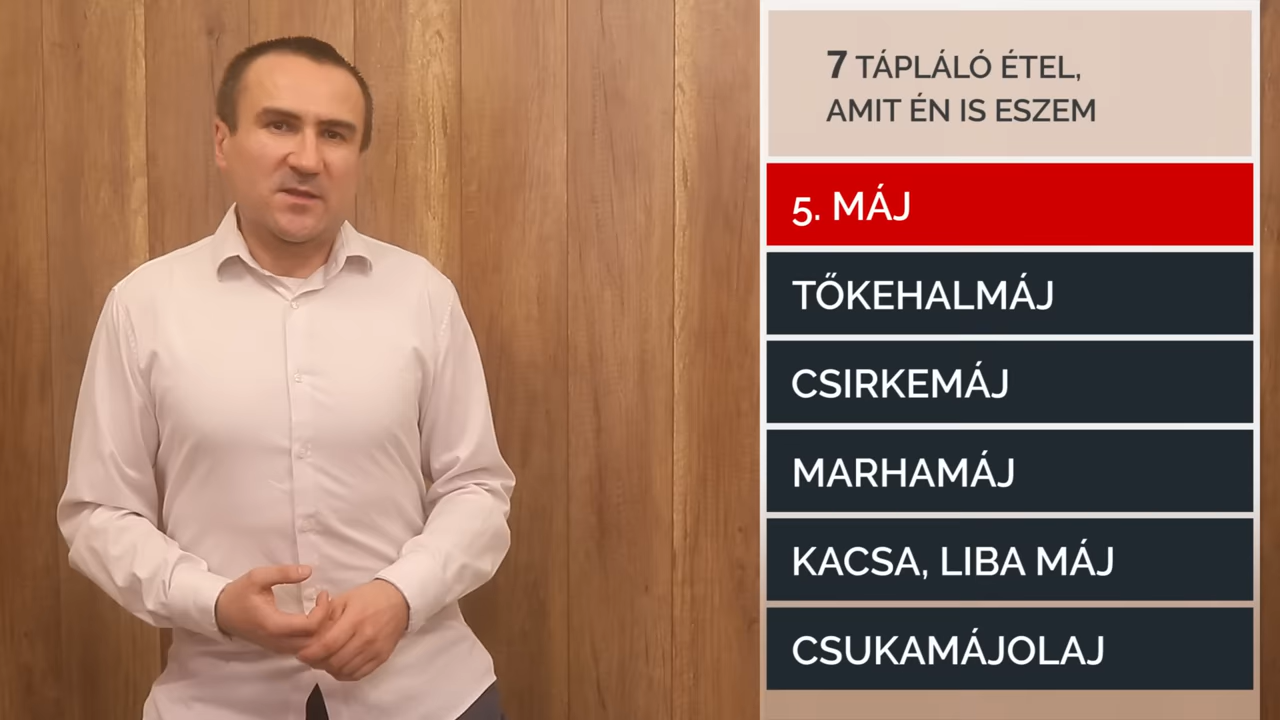 7 TÁPLÁLÓ ÉTEL,
AMIT ÉN IS ESZEM
5. MÁJ
TŐKEHALMÁJ
CSIRKEMÁJ
MARHAMÁJ
KACSA, LIBA MÁJ
CSUKAMÁJOLAJ